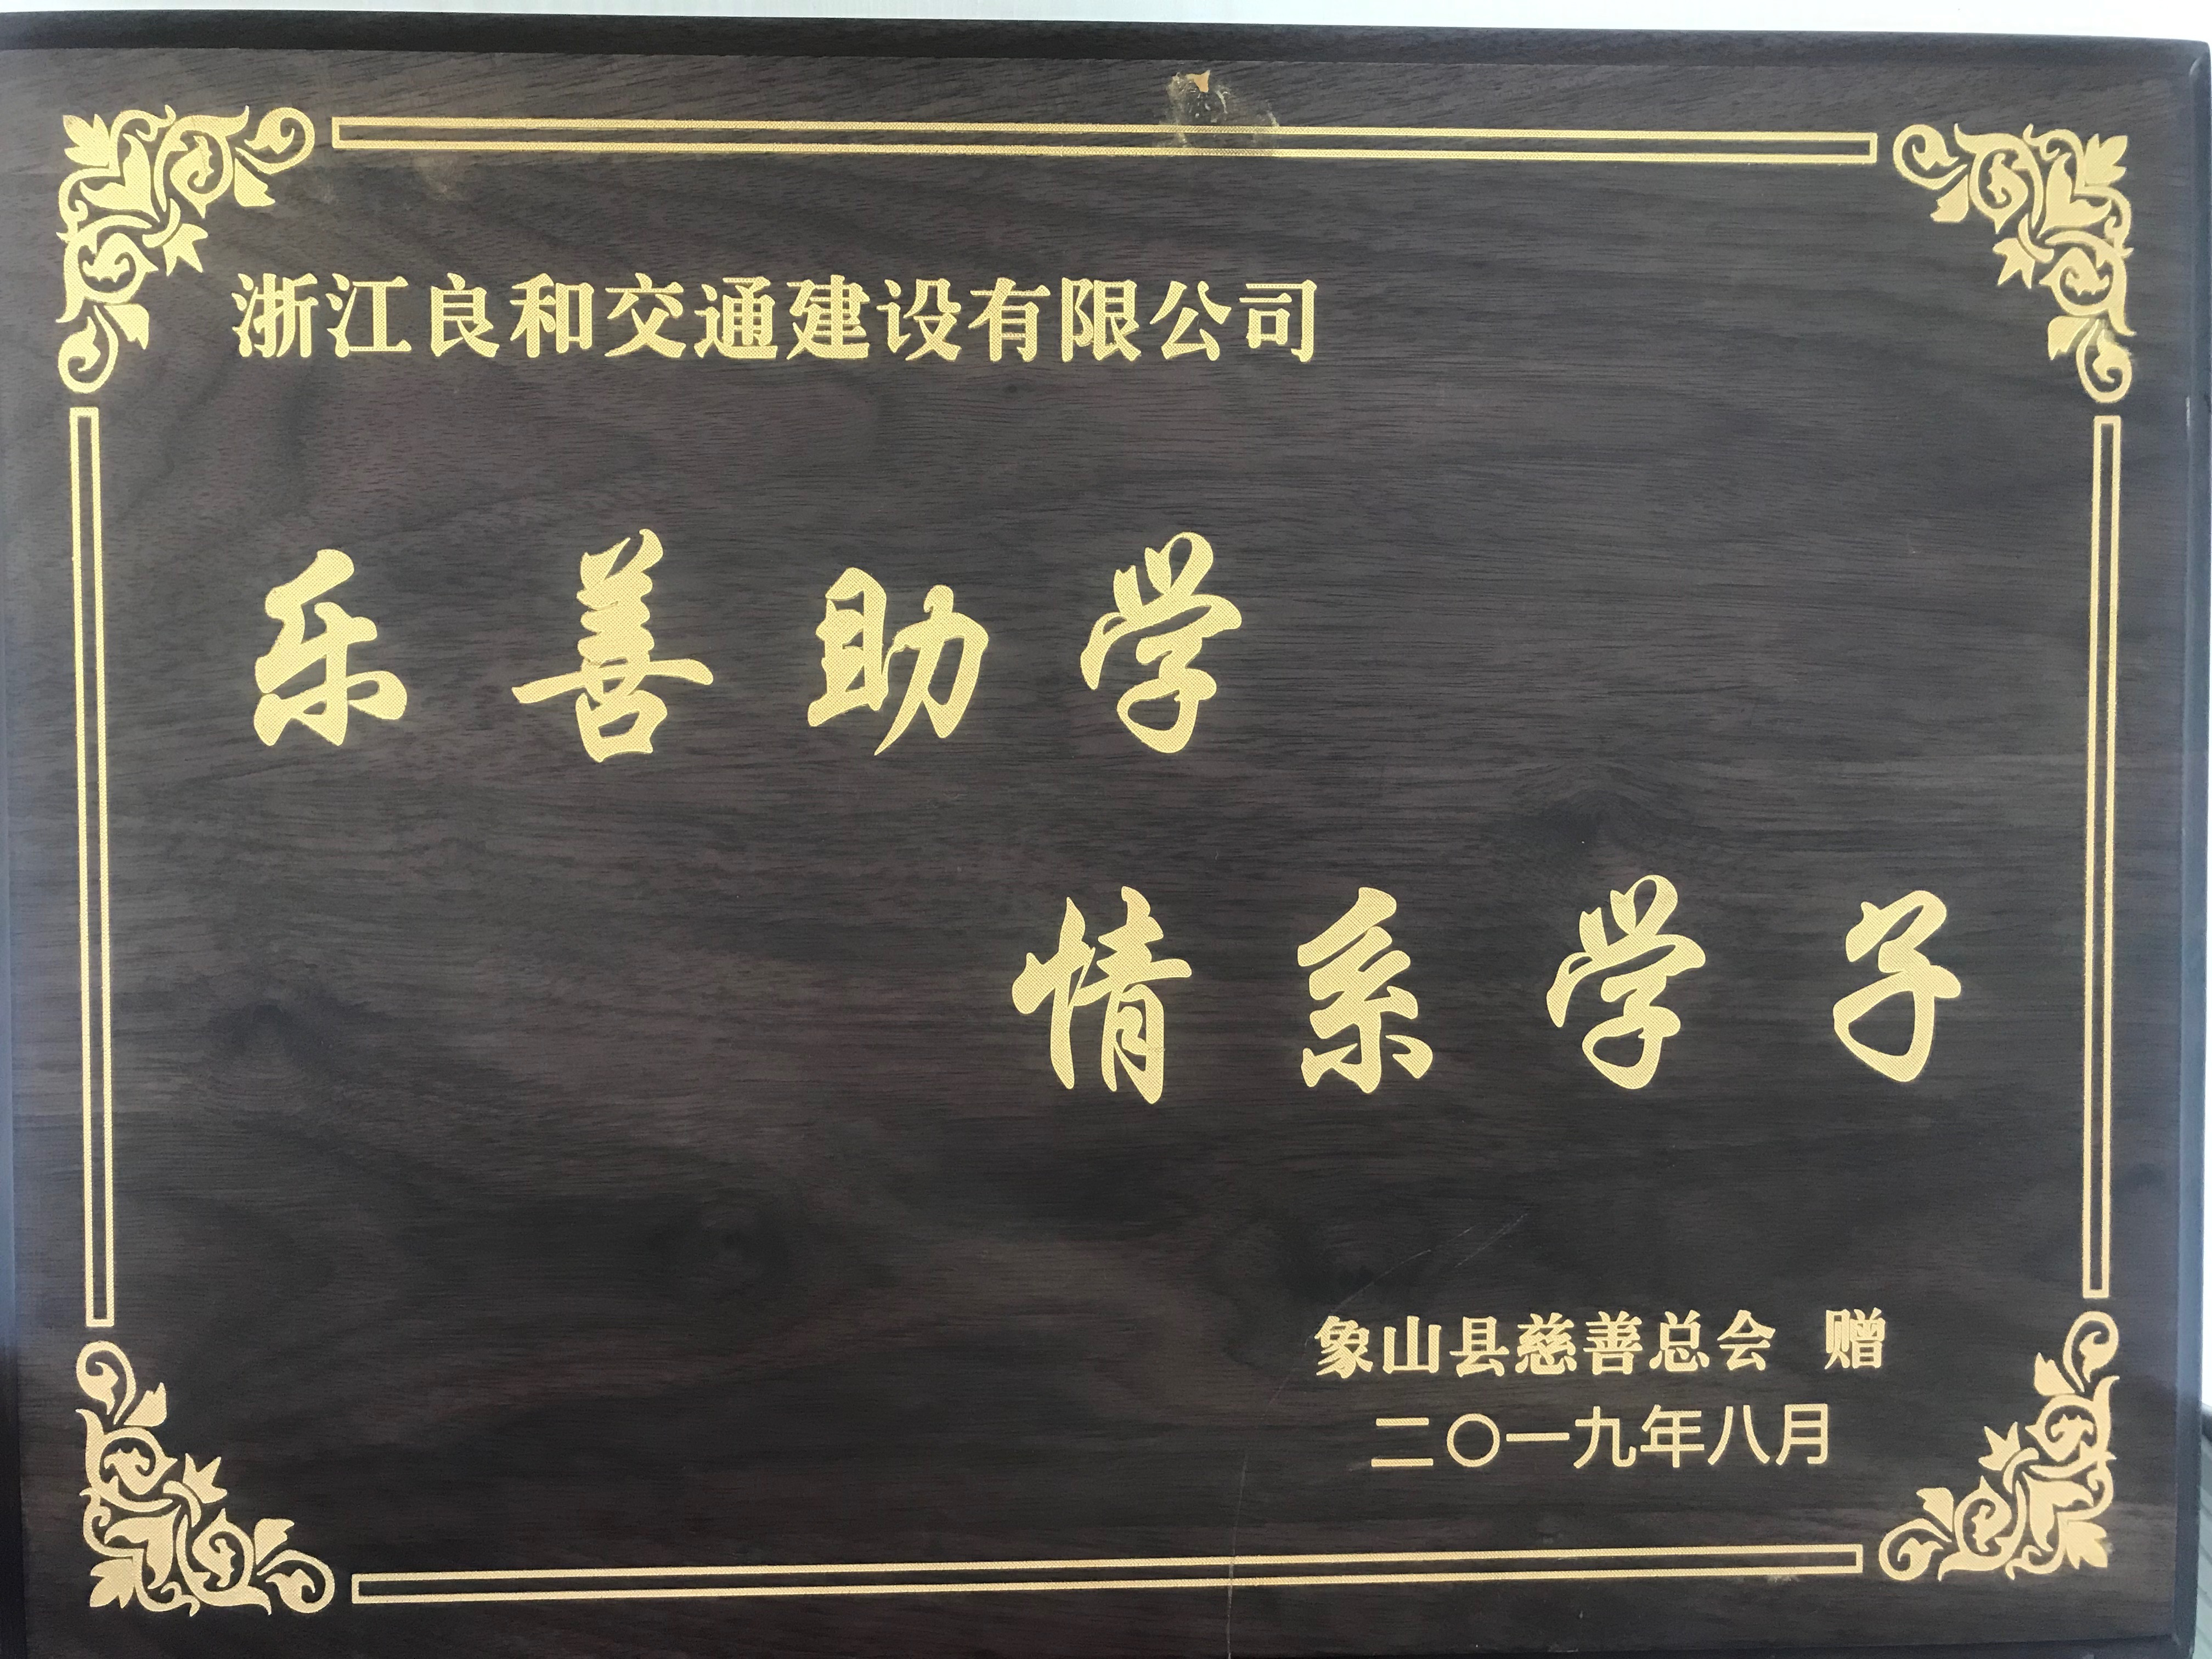 浙江良和交通建设有限公司
乐善助学
情系学子
象山县慈善总会 赠
二〇一九年八月